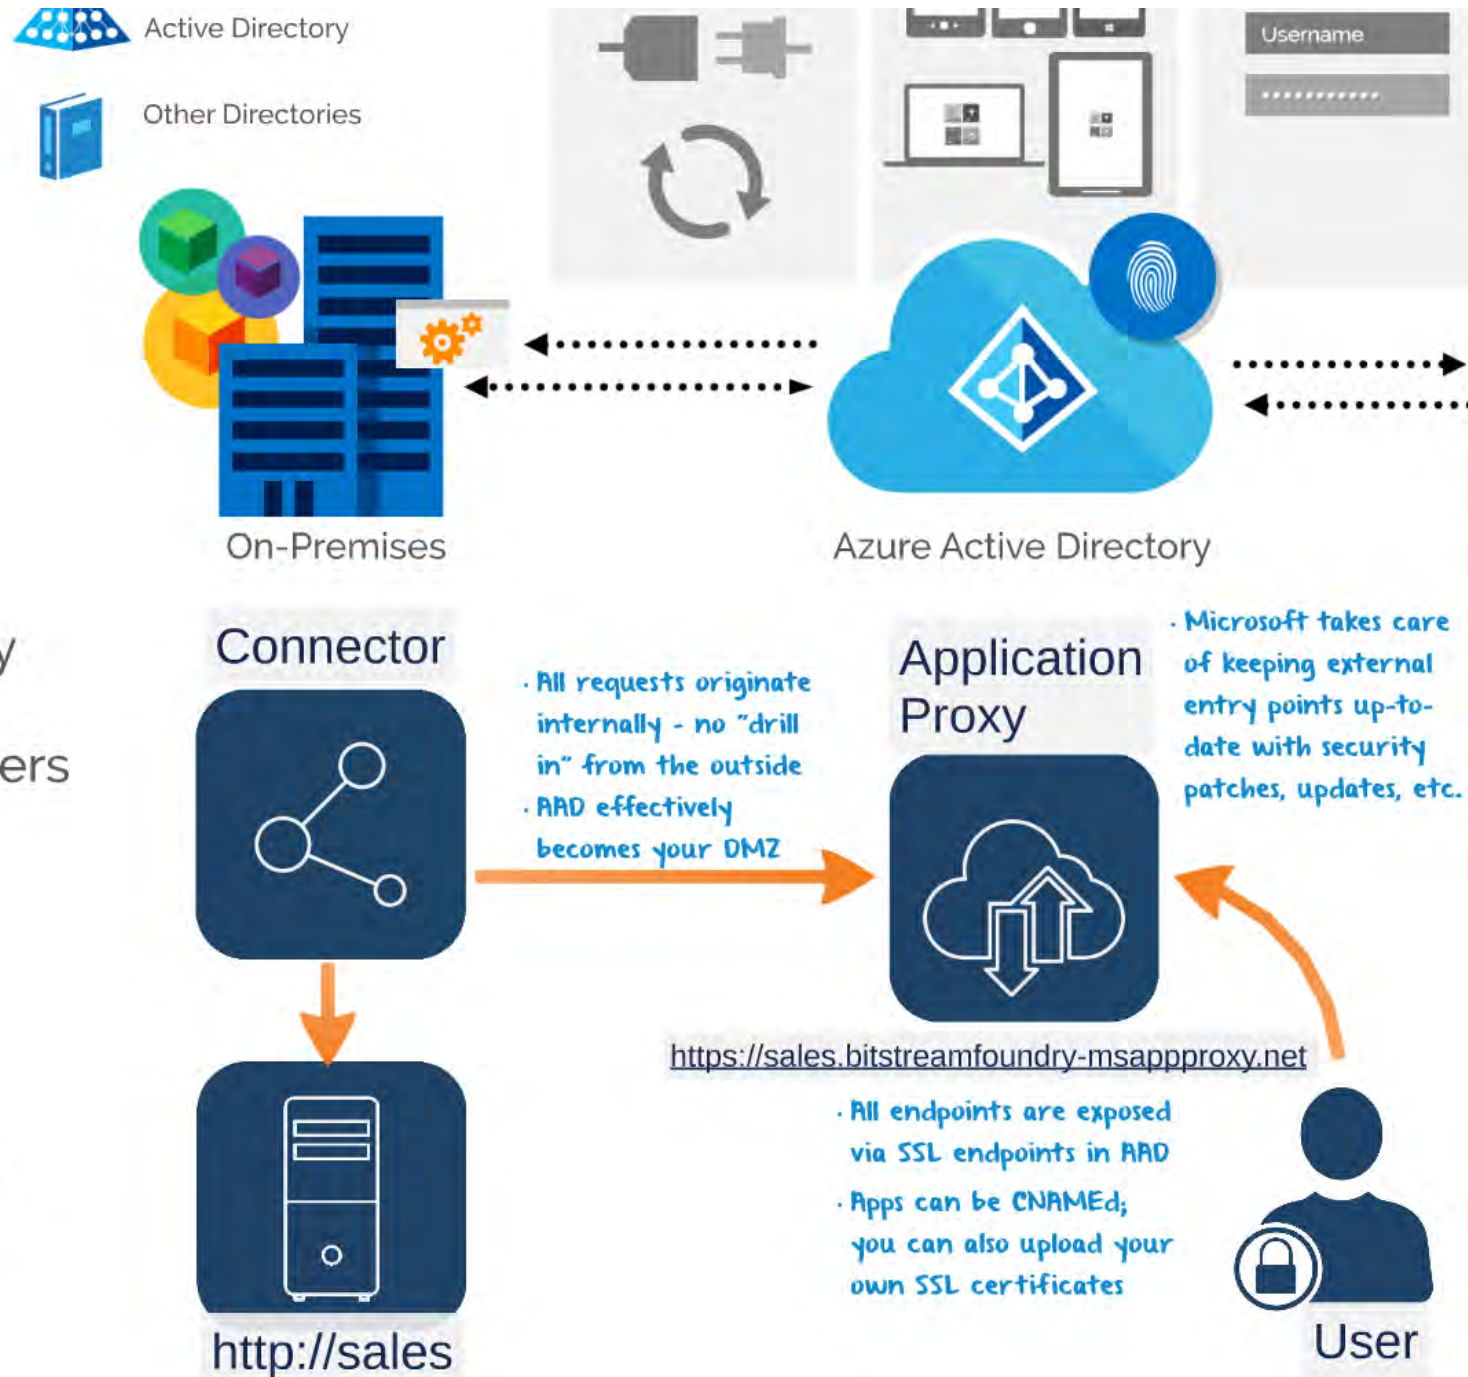 Active Directory
Username
Other Directories
On-Premises
Azure Active Directory
y
ers
Connector
· All requests originate
internally - no "drill
in" from the outside
· AAD effectively
becomes your DMZ
Application
Proxy
· Microsoft takes care
of keeping external
entry points up-to-
date with security
patches, updates, etc.
https://sales.bitstreamfoundry-msappproxy.net
· All endpoints are exposed
via SSL endpoints in AAD
· Apps can be CNAMEd;
you can also upload your
own SSL certificates
http://sales
User